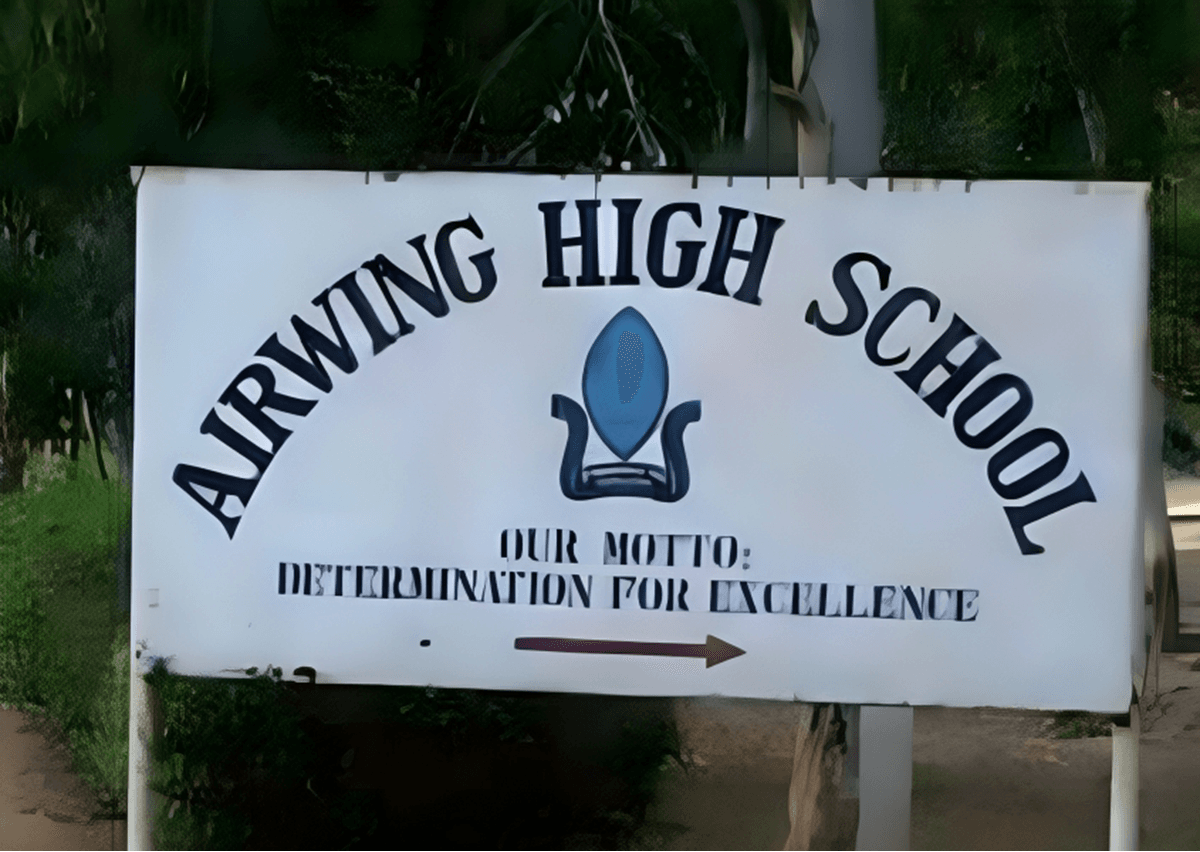 AIRWING HIGH SCHOOL
OUR MOTTO:
DETERMINATION FOR EXCELLENCE